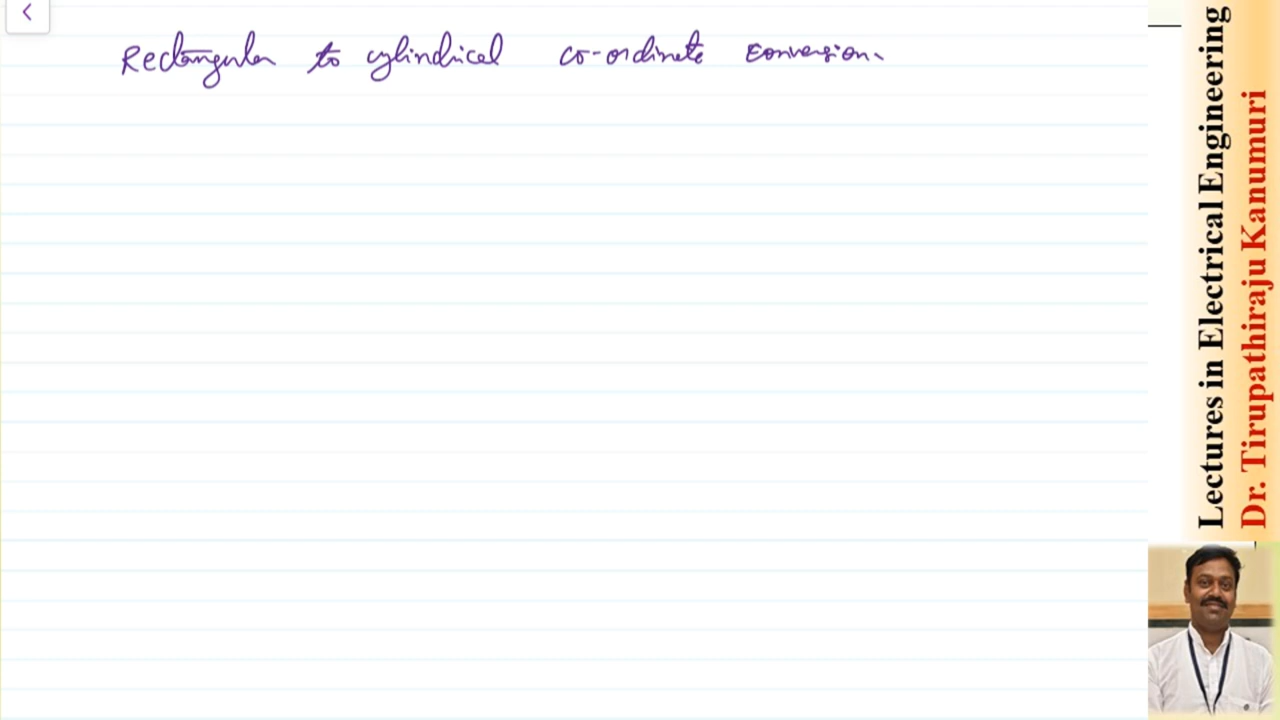 Rectangular to cylindrical co-ordinate conversion.
Lectures in Electrical Engineering
Dr. Tirupathiraju Kanumuri